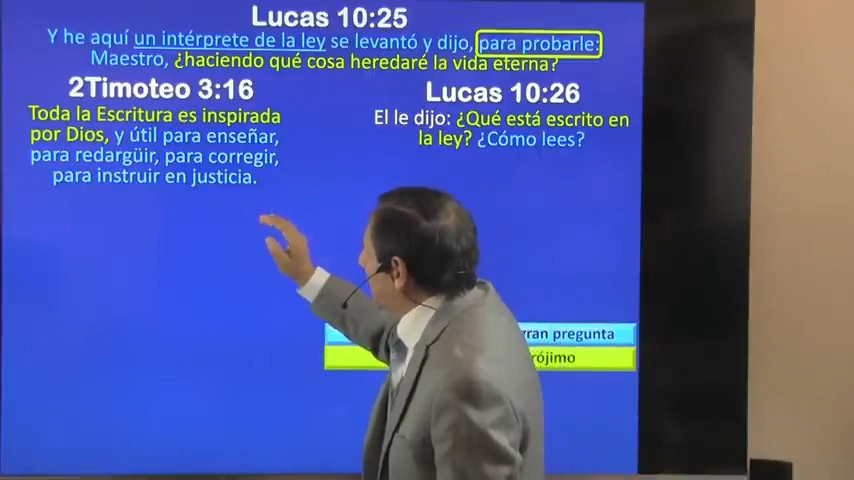 Lucas 10:25
Y he aquí un intérprete de la ley se levantó y dijo, para probarle:
Maestro, ¿haciendo qué cosa heredaré la vida eterna?
2Timoteo 3:16
Toda la Escritura es inspirada
por Dios, y útil para enseñar,
para redargüir, para corregir,
para instruir en justicia.
Lucas 10:26
El le dijo: ¿Qué está escrito en
la ley? ¿Cómo lees?
pregunta